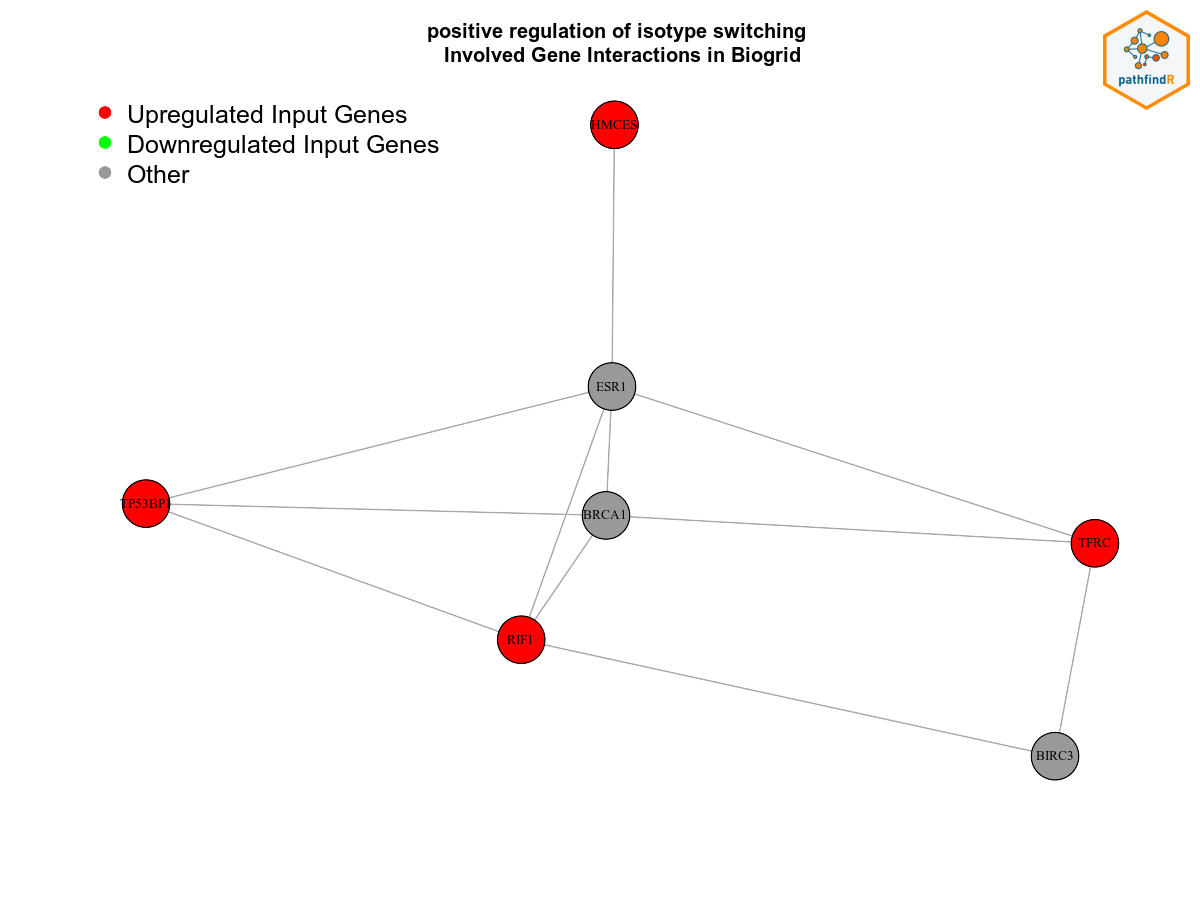 positive regulation of isotype switching
Involved Gene Interactions in Biogrid
pathfindR
Upregulated Input Genes
Downregulated Input Genes
Other
HMCES
ESR1
TP53BP1
BRCA1
TFRC
RIF1
BIRC3